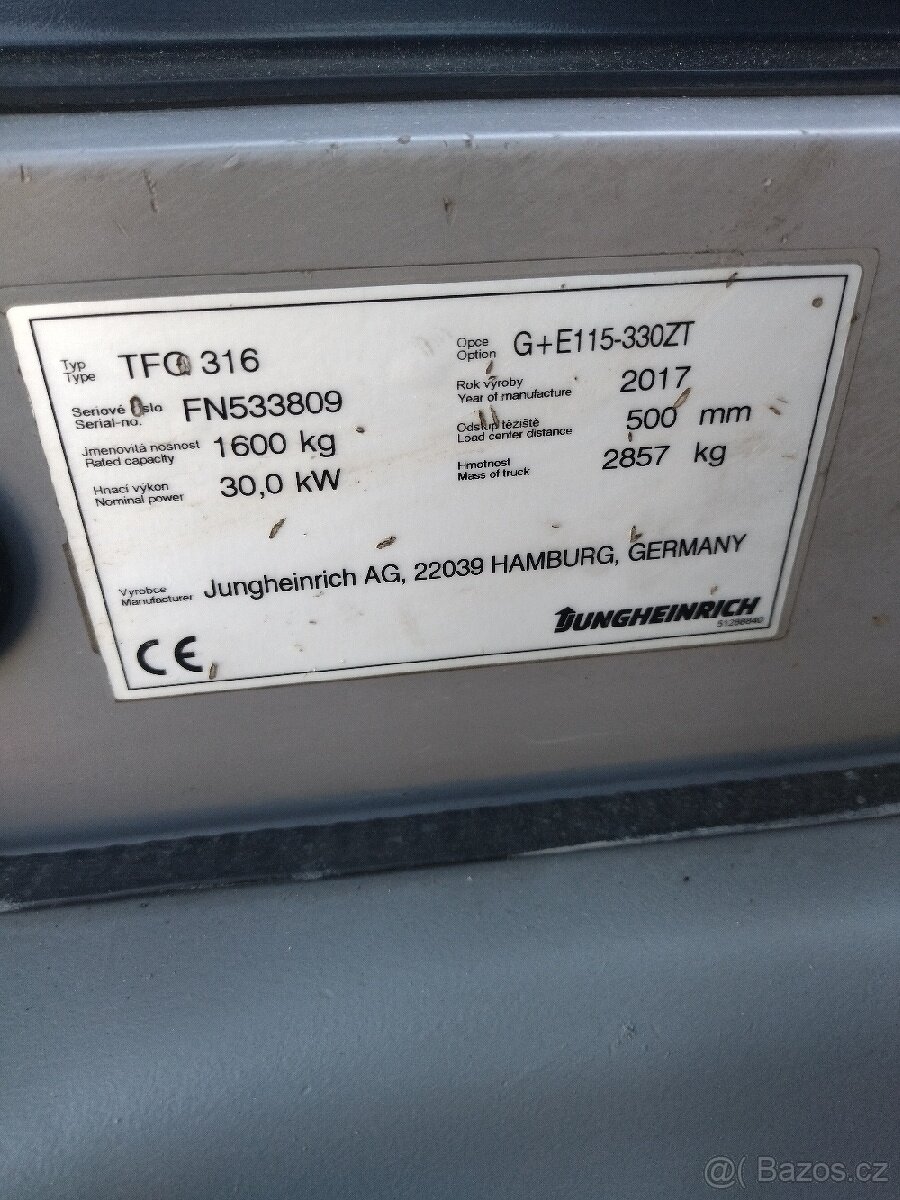 Typ
Type
TFG 316
Opce
Option
G+E115-330ZT
Seriové číslo
Serial-no.
FN533809
Rok výroby
Year of manufacture
2017
Jmenovitá nosnost
Rated capacity
1600 kg
Odstup těžiště
Load center distance
500 mm
Hnací výkon
Nominal power
30,0 kW
Hmotnost
Mass of truck
2857 kg
Výrobce
Manufacturer
Jungheinrich AG, 22039 HAMBURG, GERMANY
CE
JUNGHEINRICH
@( Bazos.cz